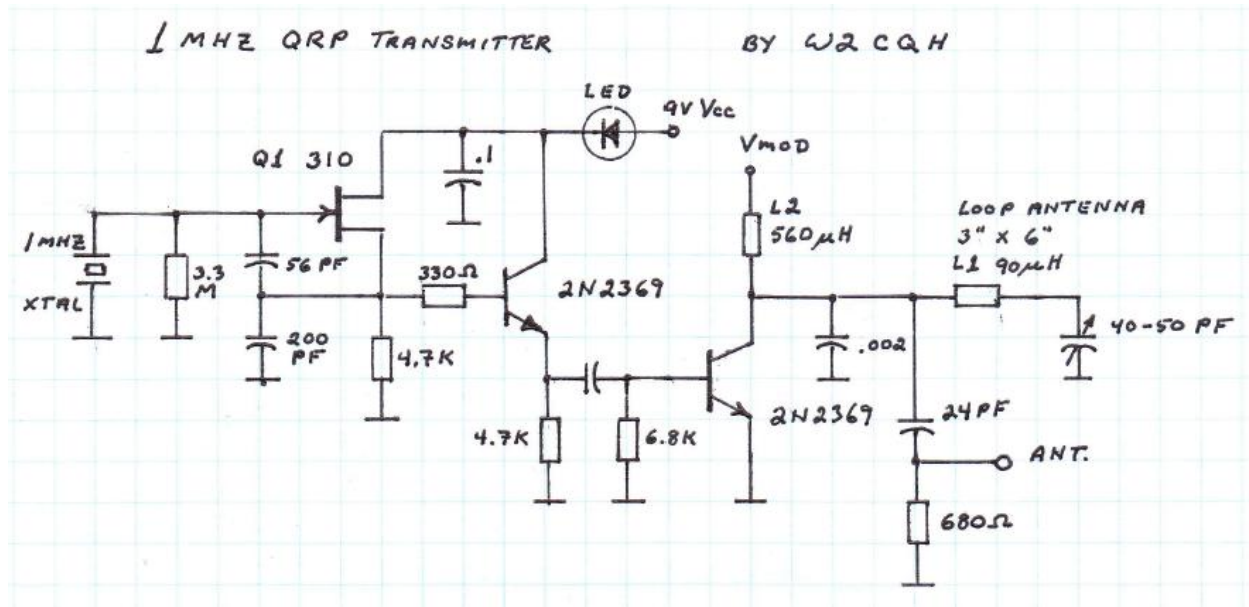 1 MHZ QRP TRANSMITTER
BY W2CQH
LED
9V Vcc
Q1 310
.1
VMOD
L2
560µH
LOOP ANTENNA
3" X 6"
L1 90µH
1MHZ
XTAL
3.3
M
56PF
330Ω
2N2369
200
PF
4.7K
.002
40-50 PF
4.7K
6.8K
2N2369
24PF
ANT.
680Ω